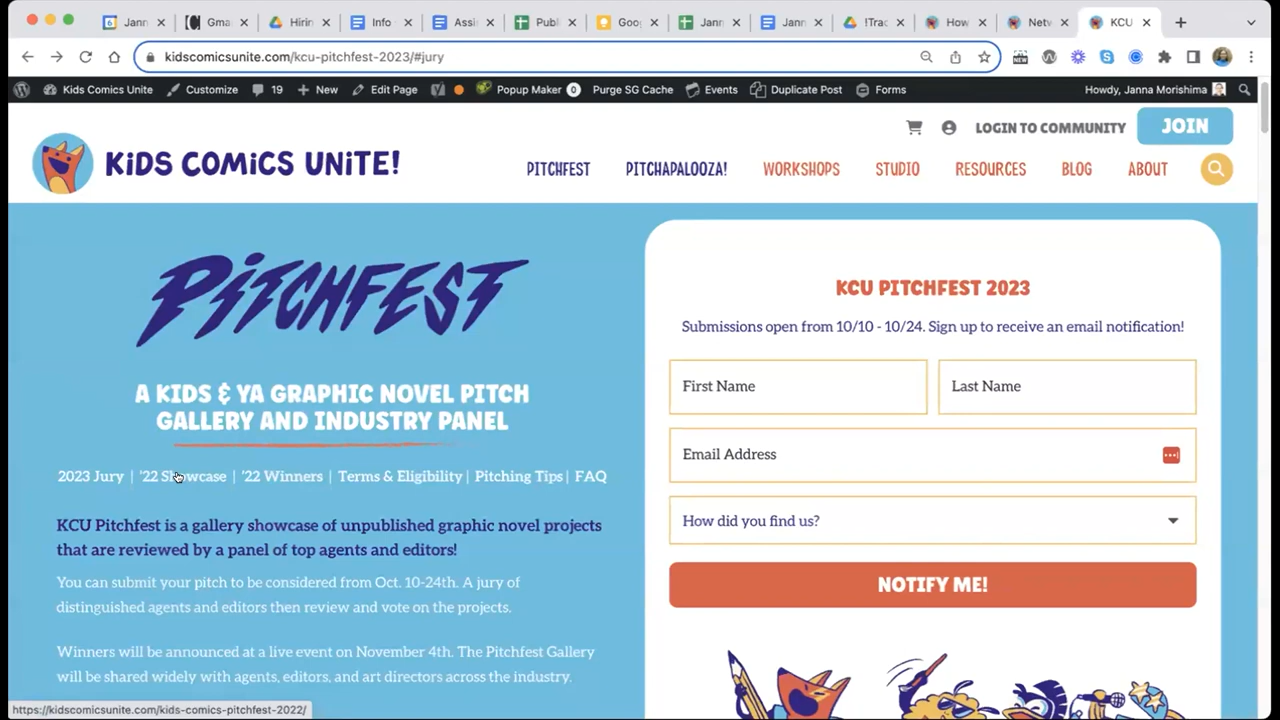 Jann
Gma
Hirin
Info
Assi
Publ
Goo
Jann
Jann
!Trac
How
Netw
KCU
kidscomicsunite.com/kcu-pitchfest-2023/#jury
NEW
Kids Comics Unite
Customize
19
New
Edit Page
Popup Maker 0
Purge SG Cache
Events
Duplicate Post
Forms
Howdy, Janna Morishima
LOGIN TO COMMUNITY
JOIN
KiDS COMiCS UNiTE!
PITCHFEST
PITCHAPALOOZA!
WORKSHOPS
STUDIO
RESOURCES
BLOG
ABOUT
PiTCHFEST
A KIDS & YA GRAPHIC NOVEL PITCH
GALLERY AND INDUSTRY PANEL
2023 Jury | '22 Showcase | '22 Winners | Terms & Eligibility | Pitching Tips | FAQ
KCU Pitchfest is a gallery showcase of unpublished graphic novel projects
that are reviewed by a panel of top agents and editors!
You can submit your pitch to be considered from Oct. 10-24th. A jury of
distinguished agents and editors then review and vote on the projects.
Winners will be announced at a live event on November 4th. The Pitchfest Gallery
will be shared widely with agents, editors, and art directors across the industry.
KCU PITCHFEST 2023
Submissions open from 10/10 - 10/24. Sign up to receive an email notification!
First Name
Last Name
Email Address
How did you find us?
NOTIFY ME!
https://kidscomicsunite.com/kids-comics-pitchfest-2022/